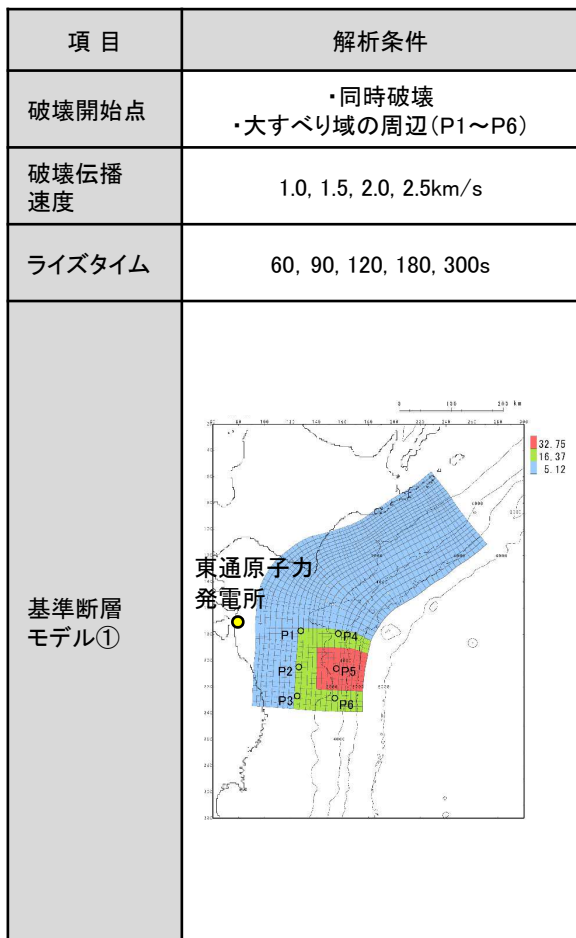 項 目
解析条件
破壊開始点
・同時破壊
・大すべり域の周辺(P1～P6)
破壊伝播
速度
1.0, 1.5, 2.0, 2.5km/s
ライズタイム
60, 90, 120, 180, 300s
基準断層
モデル①
0 100 200 km
32.75
16.37
5.12
東通原子力
発電所
P1
P4
P2
P5
P3
P6